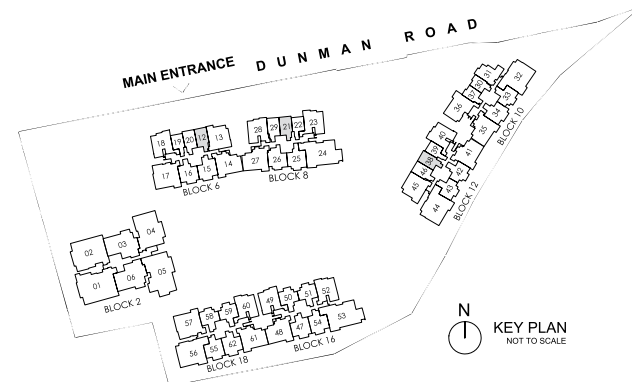 DUNMAN ROAD
MAIN ENTRANCE
18 19 20 12 13
17 16 15 14
BLOCK 6
28 29 21 22 23
27 26 25 24
BLOCK 8
37 30 31 32
36 35 34 33
BLOCK 10
40 39 38 46 45
41 42 43 44
BLOCK 12
02 03 04
01 06 05
BLOCK 2
57 58 59 60
56 55 62 61
BLOCK 18
49 50 51 52
48 47 54 53
BLOCK 16
N
KEY PLAN
NOT TO SCALE